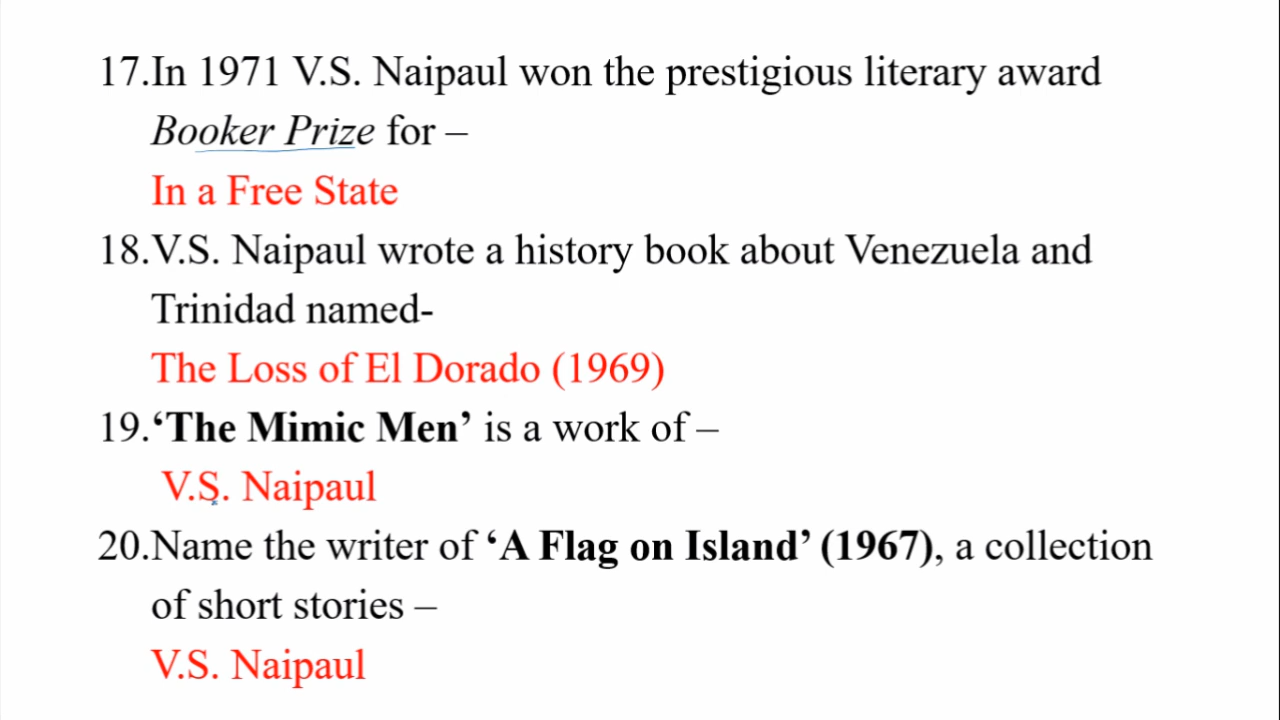 17.In 1971 V.S. Naipaul won the prestigious literary award
Booker Prize for –
In a Free State
18.V.S. Naipaul wrote a history book about Venezuela and
Trinidad named-
The Loss of El Dorado (1969)
19.‘The Mimic Men’ is a work of –
V.S. Naipaul
20.Name the writer of ‘A Flag on Island’ (1967), a collection
of short stories –
V.S. Naipaul